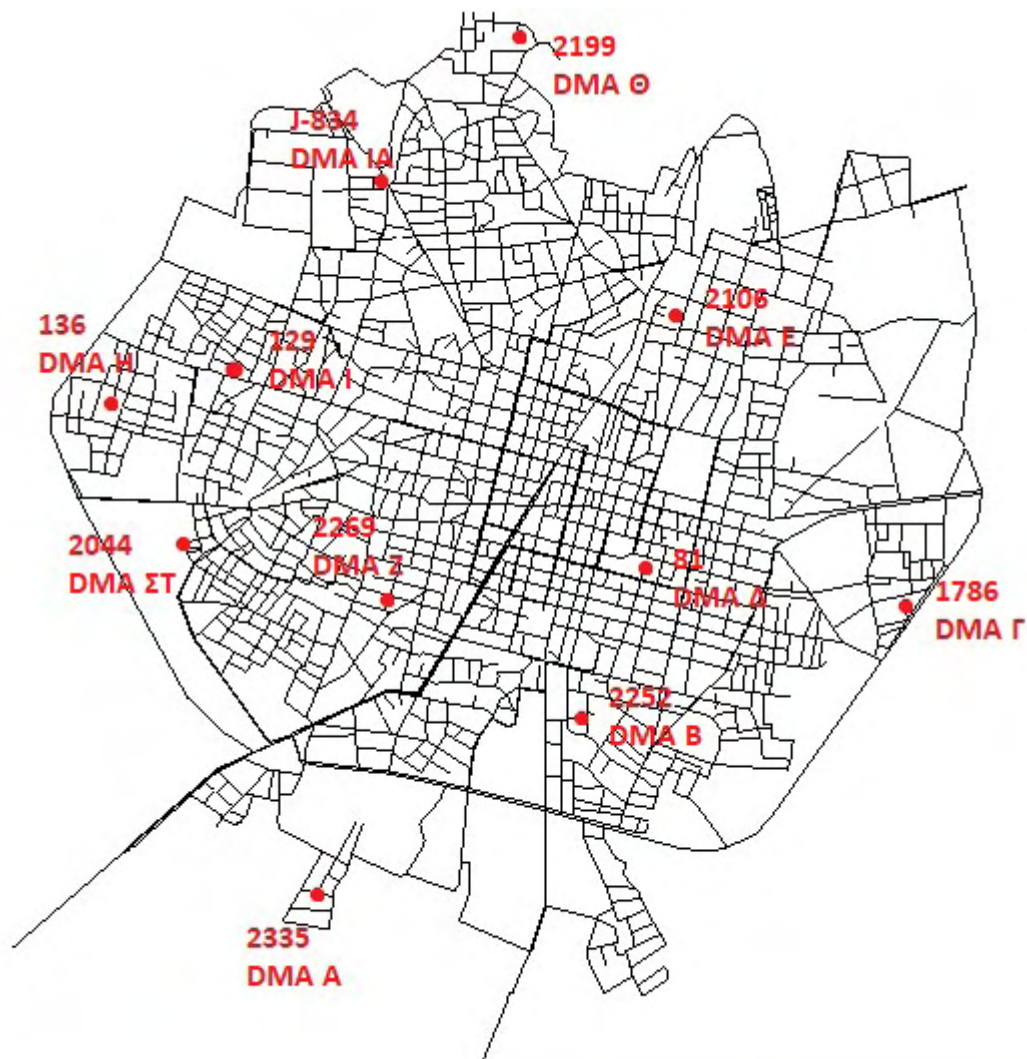 2199
DMA Θ
J-834
DMA IA
2106
DMA E
136
DMA H
129
DMA I
2044
DMA ΣΤ
2269
DMA Z
81
DMA Δ
1786
DMA Γ
2252
DMA B
2335
DMA A